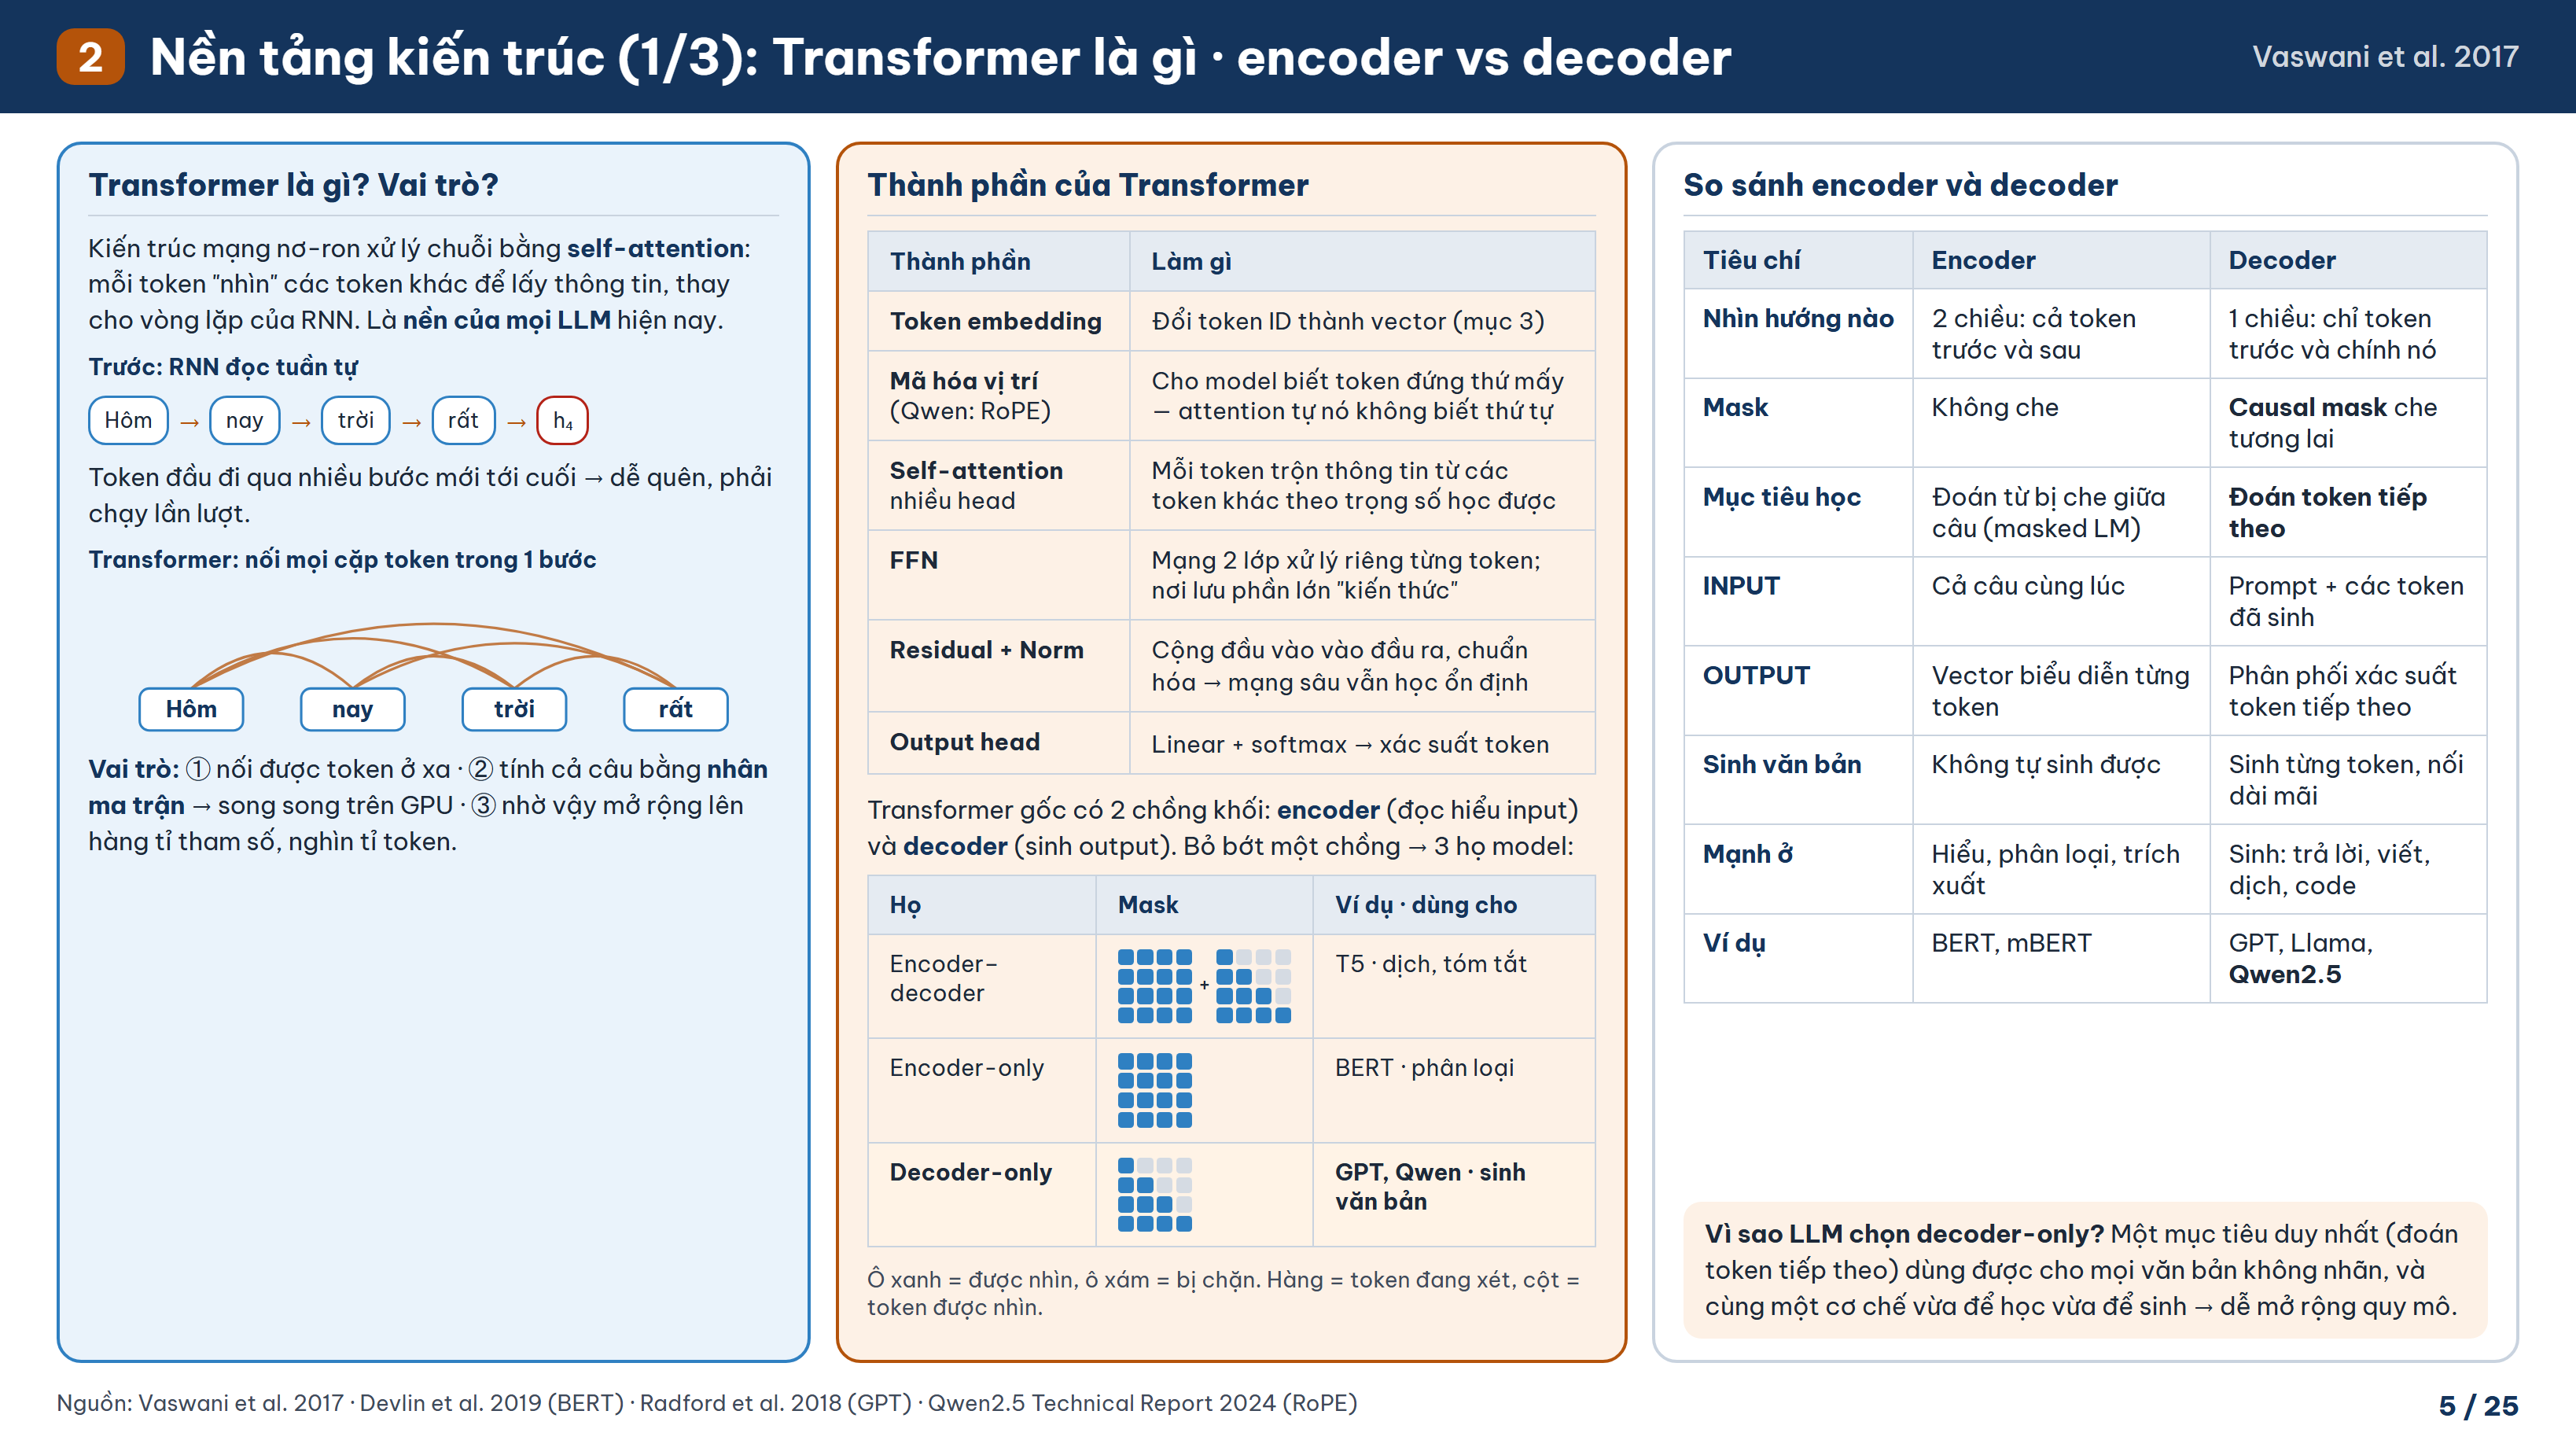 2 Nền tảng kiến trúc (1/3): Transformer là gì · encoder vs decoder
Vaswani et al. 2017
Transformer là gì? Vai trò?
Kiến trúc mạng nơ-ron xử lý chuỗi bằng self-attention:
mỗi token "nhìn" các token khác để lấy thông tin, thay
cho vòng lặp của RNN. Là nền của mọi LLM hiện nay.
Trước: RNN đọc tuần tự
Hôm → nay → trời → rất → h₄
Token đầu đi qua nhiều bước mới tới cuối → dễ quên, phải
chạy lần lượt.
Transformer: nối mọi cặp token trong 1 bước
Hôm nay trời rất
Vai trò: ① nối được token ở xa · ② tính cả câu bằng nhân
ma trận → song song trên GPU · ③ nhờ vậy mở rộng lên
hàng tỉ tham số, nghìn tỉ token.
Thành phần của Transformer
Thành phần Làm gì
Token embedding Đổi token ID thành vector (mục 3)
Mã hóa vị trí Cho model biết token đứng thứ mấy
(Qwen: RoPE) — attention tự nó không biết thứ tự
Self-attention Mỗi token trộn thông tin từ các
nhiều head token khác theo trọng số học được
FFN Mạng 2 lớp xử lý riêng từng token;
nơi lưu phần lớn "kiến thức"
Residual + Norm Cộng đầu vào vào đầu ra, chuẩn
hóa → mạng sâu vẫn học ổn định
Output head Linear + softmax → xác suất token
Transformer gốc có 2 chồng khối: encoder (đọc hiểu input)
và decoder (sinh output). Bỏ bớt một chồng → 3 họ model:
Họ Mask Ví dụ · dùng cho
Encoder– + T5 · dịch, tóm tắt
decoder
Encoder-only BERT · phân loại
Decoder-only GPT, Qwen · sinh
văn bản
Ô xanh = được nhìn, ô xám = bị chặn. Hàng = token đang xét, cột =
token được nhìn.
So sánh encoder và decoder
Tiêu chí Encoder Decoder
Nhìn hướng nào 2 chiều: cả token 1 chiều: chỉ token
trước và sau trước và chính nó
Mask Không che Causal mask che
tương lai
Mục tiêu học Đoán từ bị che giữa Đoán token tiếp
câu (masked LM) theo
INPUT Cả câu cùng lúc Prompt + các token
đã sinh
OUTPUT Vector biểu diễn từng Phân phối xác suất
token token tiếp theo
Sinh văn bản Không tự sinh được Sinh từng token, nối
dài mãi
Mạnh ở Hiểu, phân loại, trích Sinh: trả lời, viết,
xuất dịch, code
Ví dụ BERT, mBERT GPT, Llama,
Qwen2.5
Vì sao LLM chọn decoder-only? Một mục tiêu duy nhất (đoán
token tiếp theo) dùng được cho mọi văn bản không nhãn, và
cùng một cơ chế vừa để học vừa để sinh → dễ mở rộng quy mô.
Nguồn: Vaswani et al. 2017 · Devlin et al. 2019 (BERT) · Radford et al. 2018 (GPT) · Qwen2.5 Technical Report 2024 (RoPE)
5 / 25